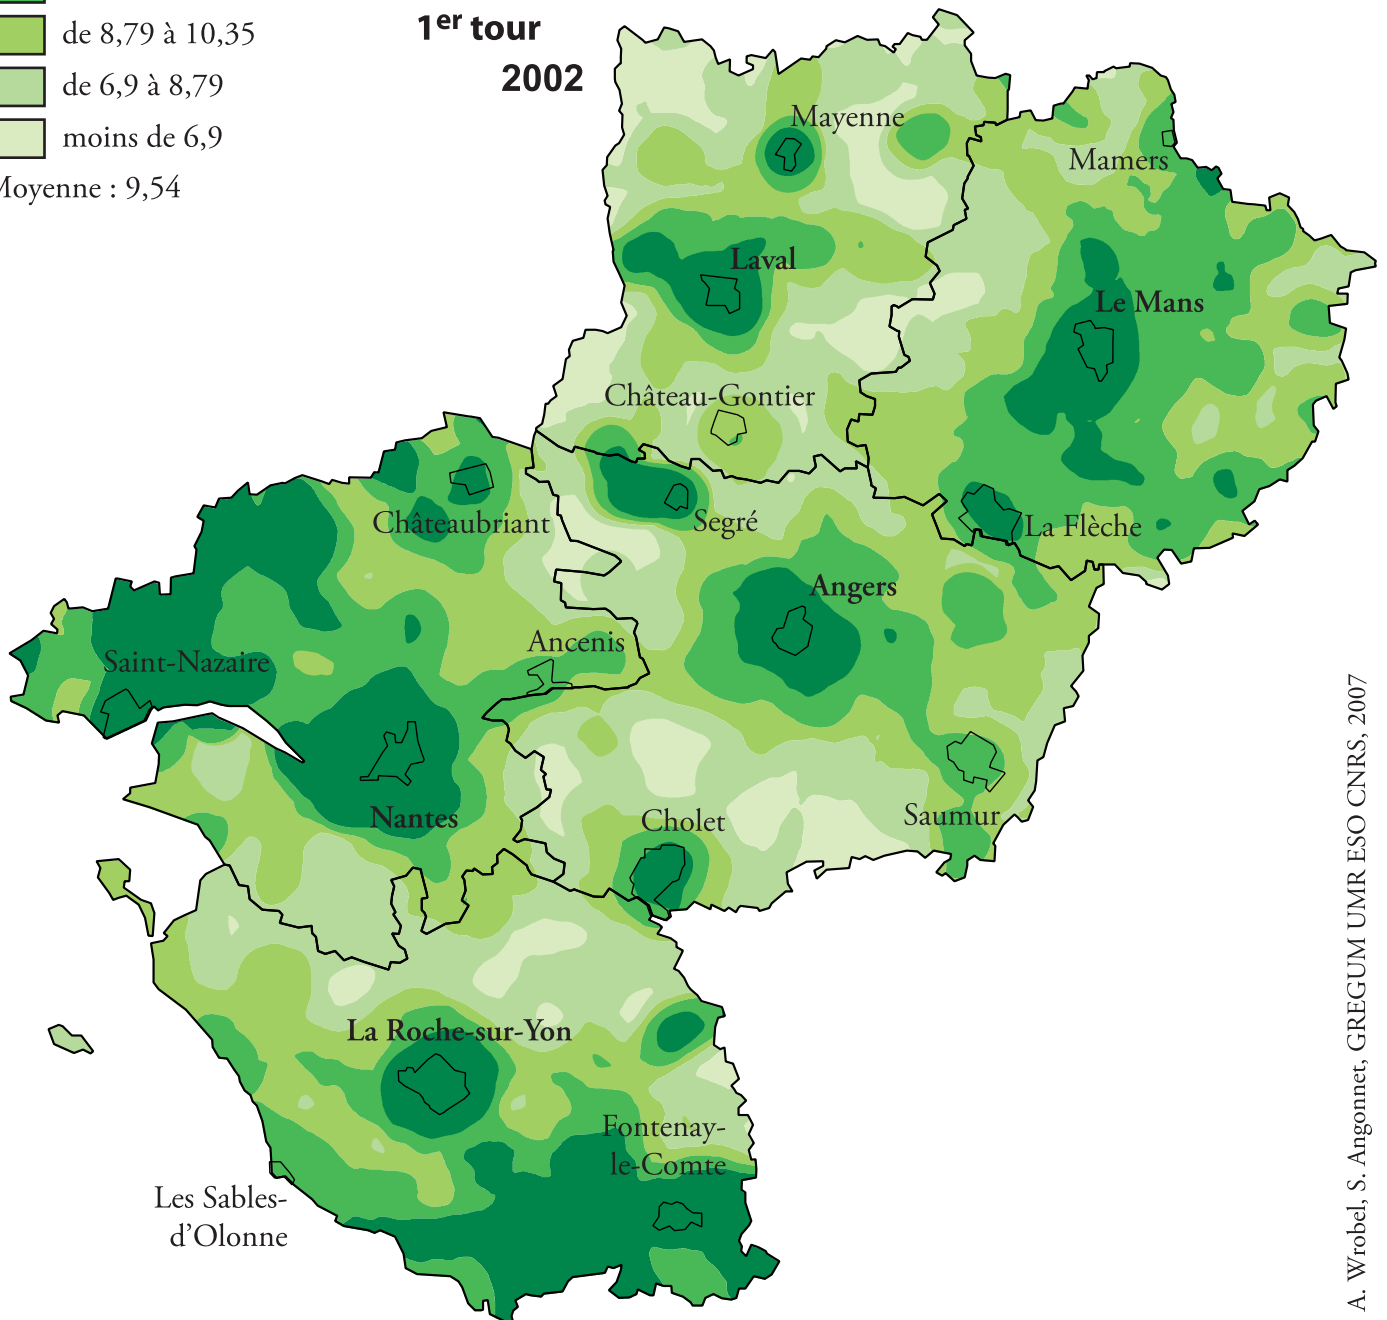 de 8,79 à 10,35
de 6,9 à 8,79
moins de 6,9
Moyenne : 9,54
1er tour
2002
Mayenne
Mamers
Laval
Le Mans
Château-Gontier
Châteaubriant
Segré
La Flèche
Angers
Ancenis
Saint-Nazaire
Nantes
Cholet
Saumur
La Roche-sur-Yon
Fontenay-
le-Comte
Les Sables-
d'Olonne
A. Wrobel, S. Angonnet, GREGUM UMR ESO CNRS, 2007